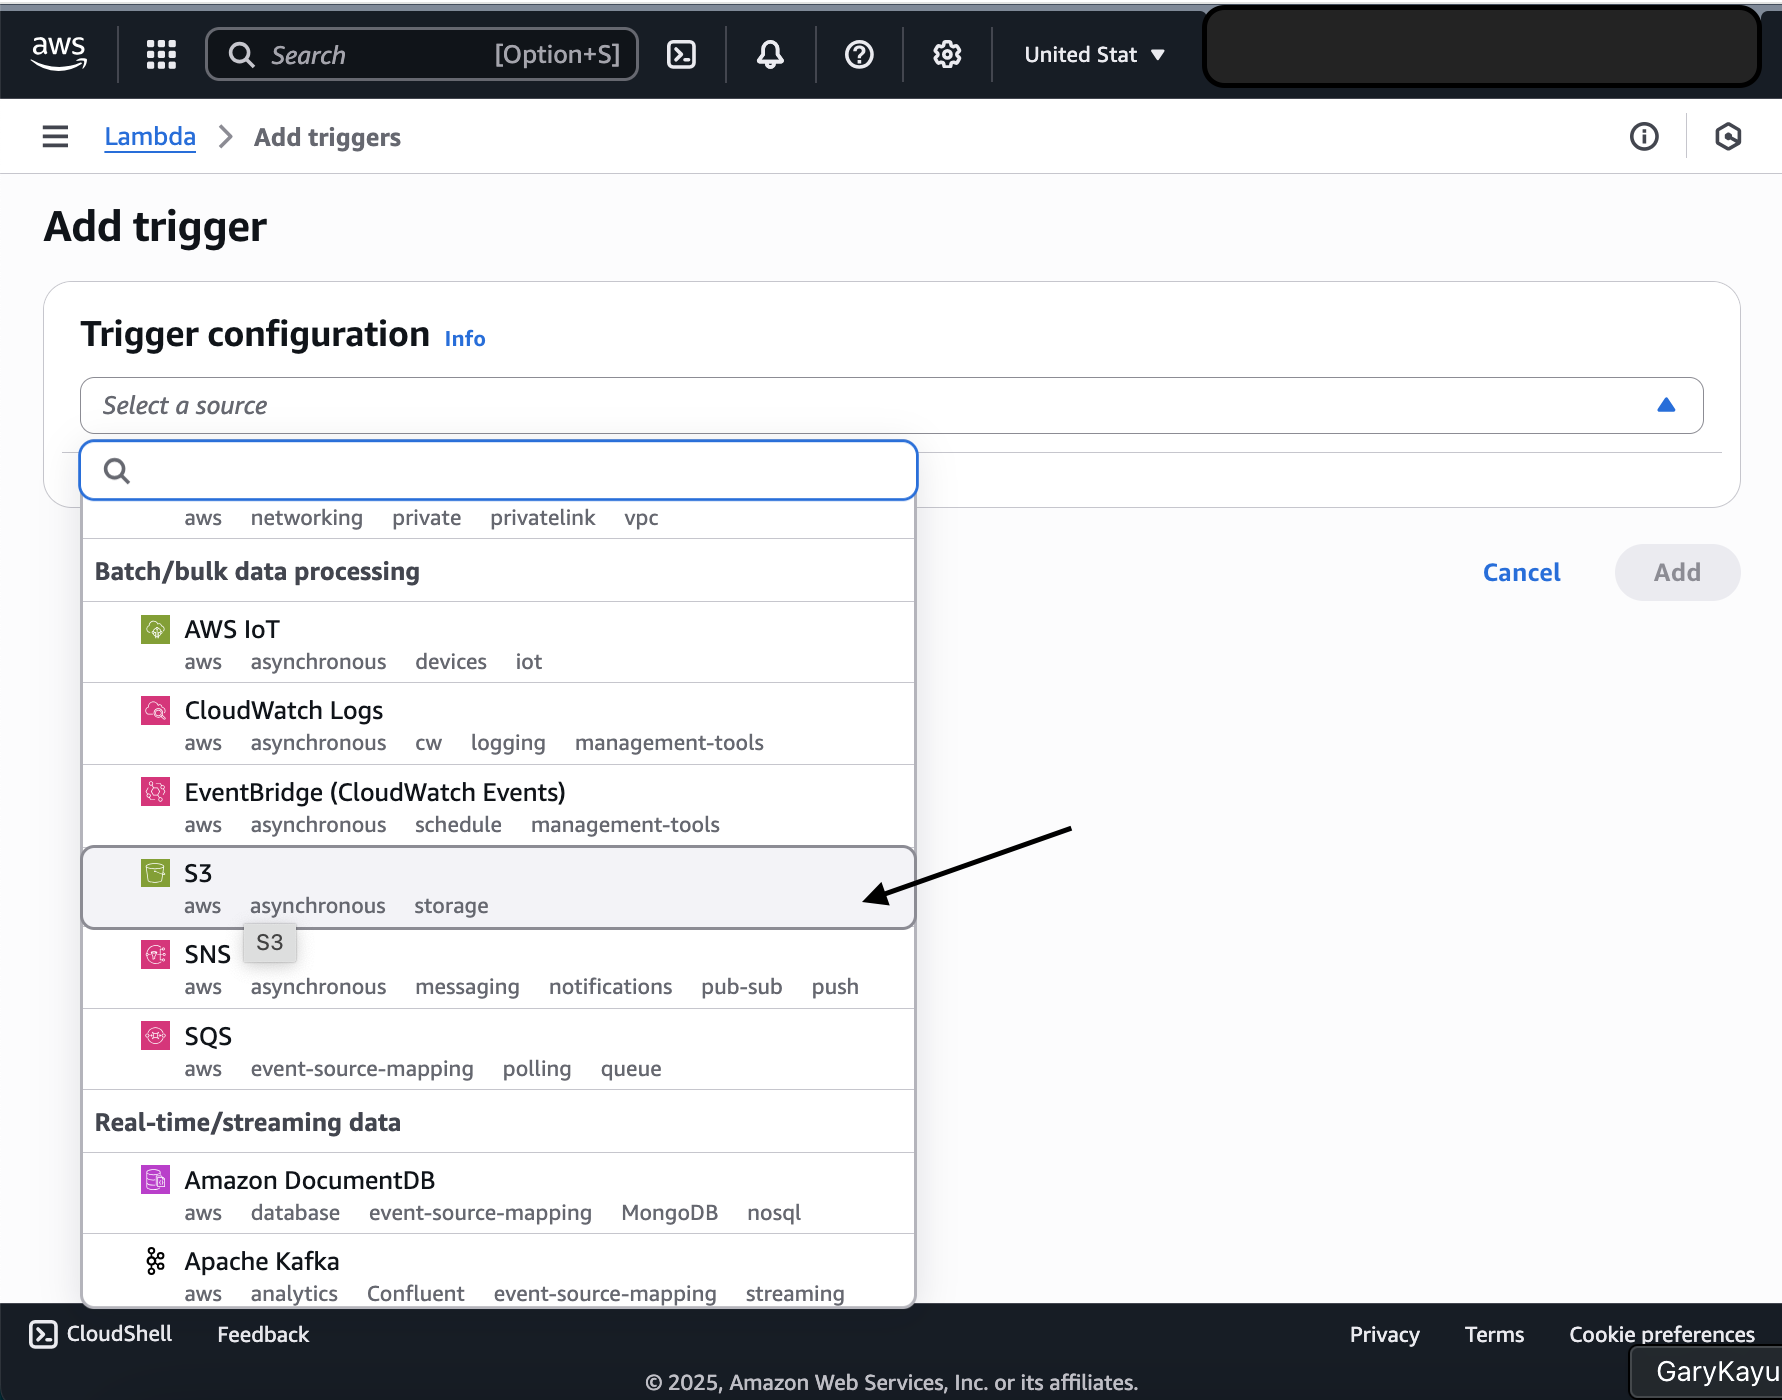 aws Search [Option+S] United Stat
Lambda Add triggers
Add trigger
Trigger configuration Info
Select a source
aws networking private privatelink vpc
Batch/bulk data processing
Cancel Add
AWS IoT
aws asynchronous devices iot
CloudWatch Logs
aws asynchronous cw logging management-tools
EventBridge (CloudWatch Events)
aws asynchronous schedule management-tools
S3
aws asynchronous storage
S3
SNS
aws asynchronous messaging notifications pub-sub push
SQS
aws event-source-mapping polling queue
Real-time/streaming data
Amazon DocumentDB
aws database event-source-mapping MongoDB nosql
Apache Kafka
aws analytics Confluent event-source-mapping streaming
CloudShell Feedback Privacy Terms Cookie preferences
GaryKayu
© 2025, Amazon Web Services, Inc. or its affiliates.